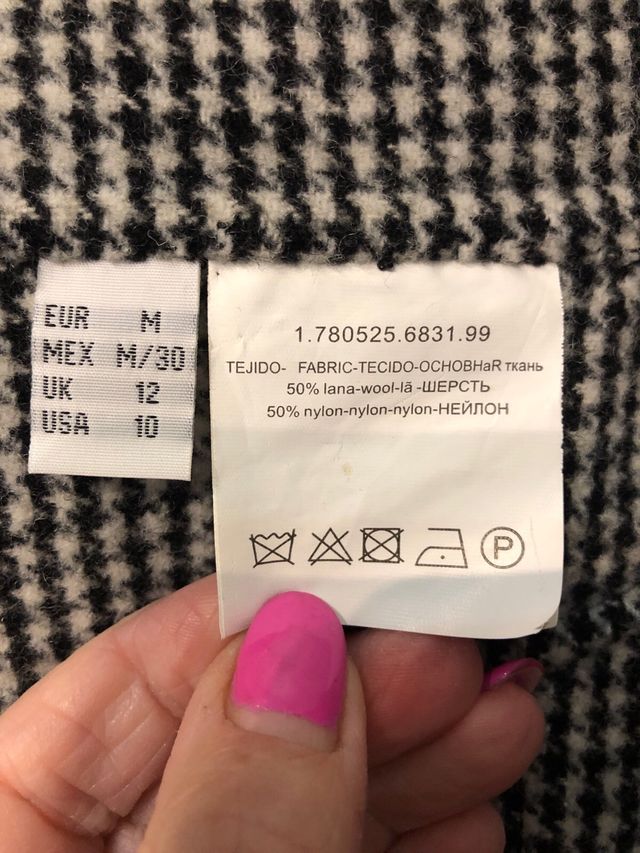 EUR M
MEX M/30
UK 12
USA 10
1.780525.6831.99
TEJIDO- FABRIC-TECIDO-ОСНОВНаR ткань
50% lana-wool-lã -ШЕРСТЬ
50% nylon-nylon-nylon-НЕЙЛОН
P